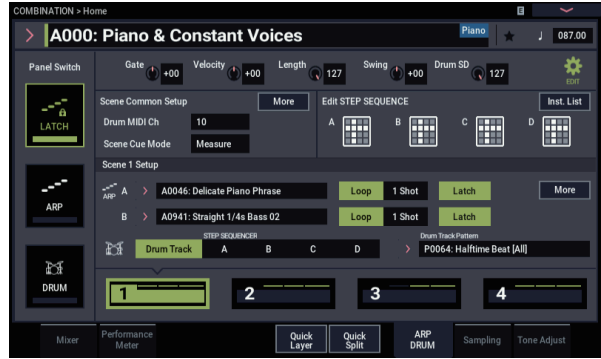 COMBINATION > Home E
A000: Piano & Constant Voices Piano ♩ 087.00
Panel Switch Gate +00 Velocity +00 Length 127 Swing +00 Drum SD 127 EDIT
Scene Common Setup More Edit STEP SEQUENCE Inst. List
LATCH Drum MIDI Ch 10 A B C D
Scene Cue Mode Measure
Scene 1 Setup
ARP A > A0046: Delicate Piano Phrase Loop 1 Shot Latch More
ARP B > A0941: Straight 1/4s Bass 02 Loop 1 Shot Latch
STEP SEQUENCER Drum Track Pattern
Drum Track A B C D > P0064: Halftime Beat [All]
DRUM 1 2 3 4
Mixer Performance Meter Quick Layer Quick Split ARP DRUM Sampling Tone Adjust